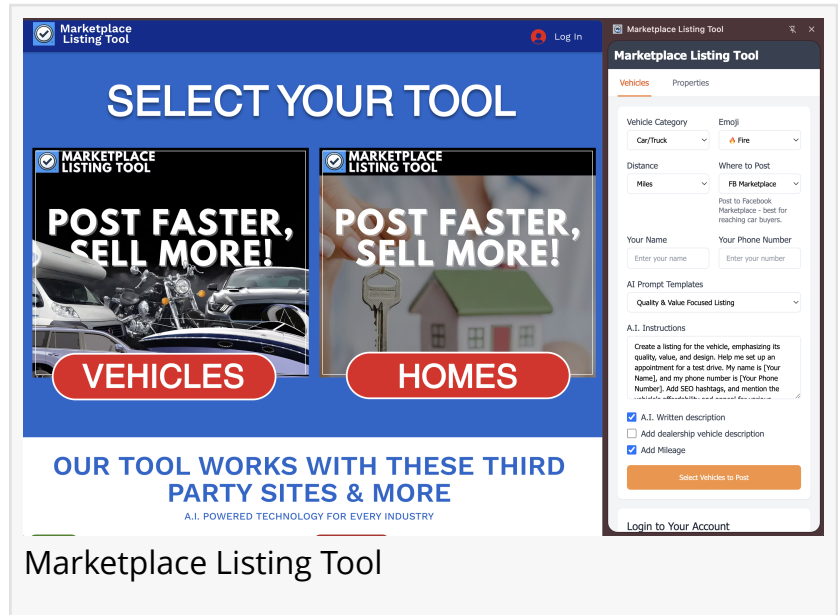 Marketplace
Listing Tool
Log In
SELECT YOUR TOOL
MARKETPLACE
LISTING TOOL
POST FASTER,
SELL MORE!
VEHICLES
MARKETPLACE
LISTING TOOL
POST FASTER,
SELL MORE!
HOMES
OUR TOOL WORKS WITH THESE THIRD
PARTY SITES & MORE
A.I. POWERED TECHNOLOGY FOR EVERY INDUSTRY
Marketplace Listing Tool
Marketplace Listing Tool
Vehicles Properties
Vehicle Category Emoji
Car/Truck 🔥 Fire
Distance Where to Post
Miles FB Marketplace
Post to Facebook
Marketplace - best for
reaching car buyers.
Your Name Your Phone Number
Enter your name Enter your number
AI Prompt Templates
Quality & Value Focused Listing
A.I. Instructions
Create a listing for the vehicle, emphasizing its
quality, value, and design. Help me set up an
appointment for a test drive. My name is [Your
Name], and my phone number is [Your Phone
Number]. Add SEO hashtags, and mention the
A.I. Written description
Add dealership vehicle description
Add Mileage
Select Vehicles to Post
Login to Your Account
Marketplace Listing Tool